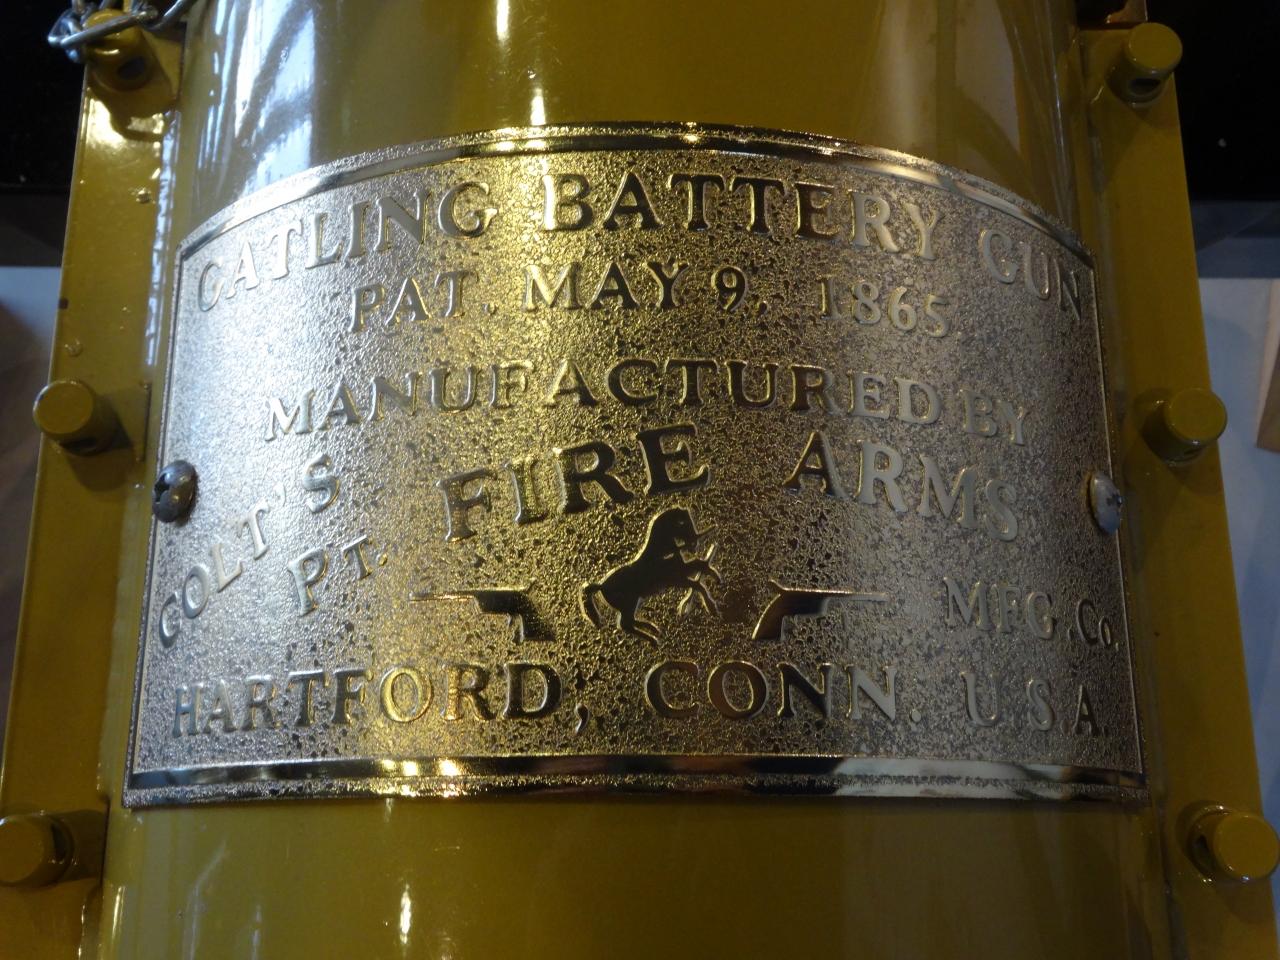 GATLING BATTERY GUN
PAT. MAY 9, 1865
MANUFACTURED BY
COLT'S PT. FIRE ARMS MFG. Co.
HARTFORD, CONN. U.S.A